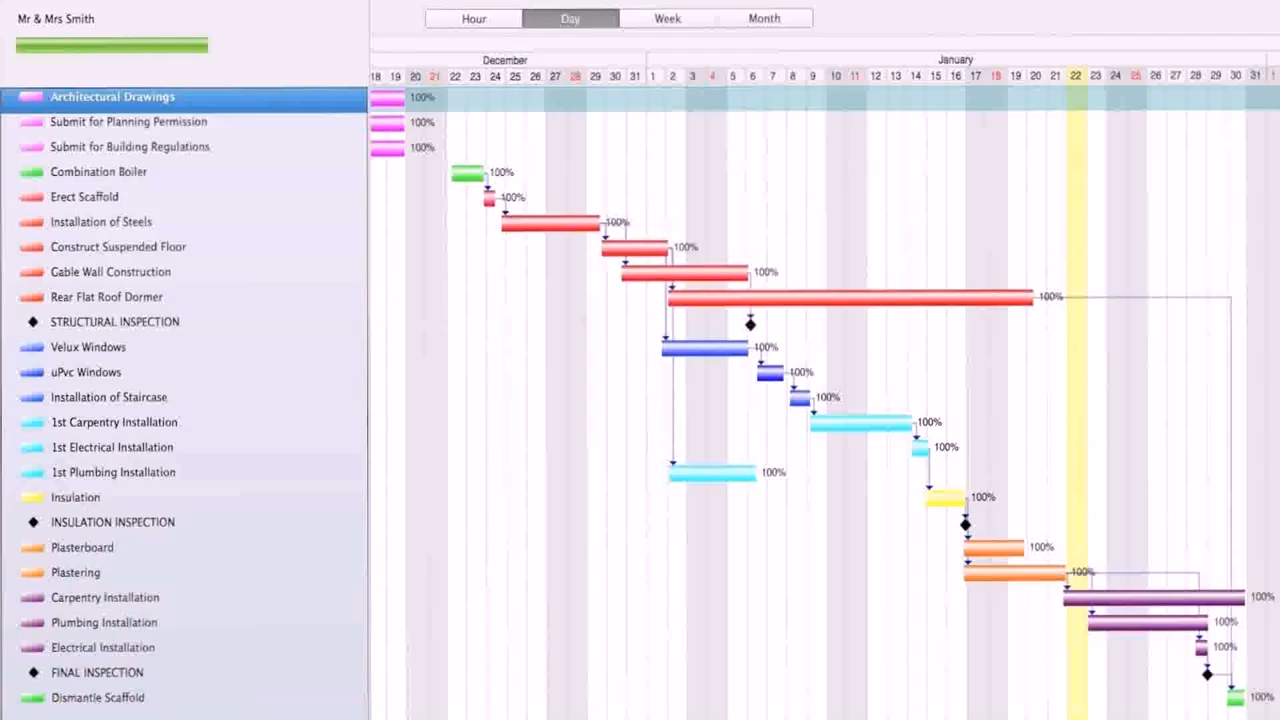 Mr & Mrs Smith
Hour Day Week Month
December January
18 19 20 21 22 23 24 25 26 27 28 29 30 31 1 2 3 4 5 6 7 8 9 10 11 12 13 14 15 16 17 18 19 20 21 22 23 24 25 26 27 28 29 30 31 1
Architectural Drawings 100%
Submit for Planning Permission 100%
Submit for Building Regulations 100%
Combination Boiler 100%
Erect Scaffold 100%
Installation of Steels 100%
Construct Suspended Floor 100%
Gable Wall Construction 100%
Rear Flat Roof Dormer 100%
STRUCTURAL INSPECTION
Velux Windows 100%
uPvc Windows 100%
Installation of Staircase 100%
1st Carpentry Installation 100%
1st Electrical Installation 100%
1st Plumbing Installation 100%
Insulation 100%
INSULATION INSPECTION
Plasterboard 100%
Plastering 100%
Carpentry Installation 100%
Plumbing Installation 100%
Electrical Installation 100%
FINAL INSPECTION
Dismantle Scaffold 100%